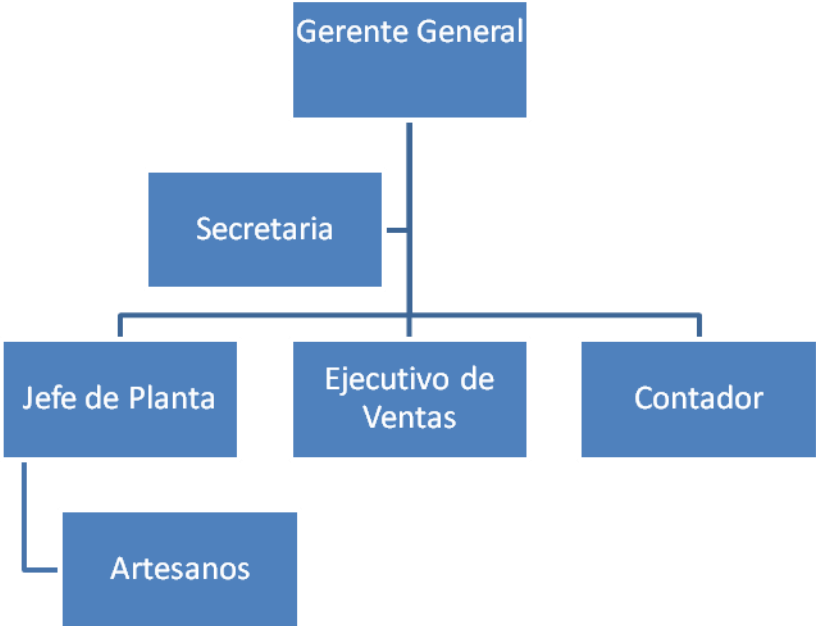 Gerente General
Secretaria
Jefe de Planta
Ejecutivo de
Ventas
Contador
Artesanos